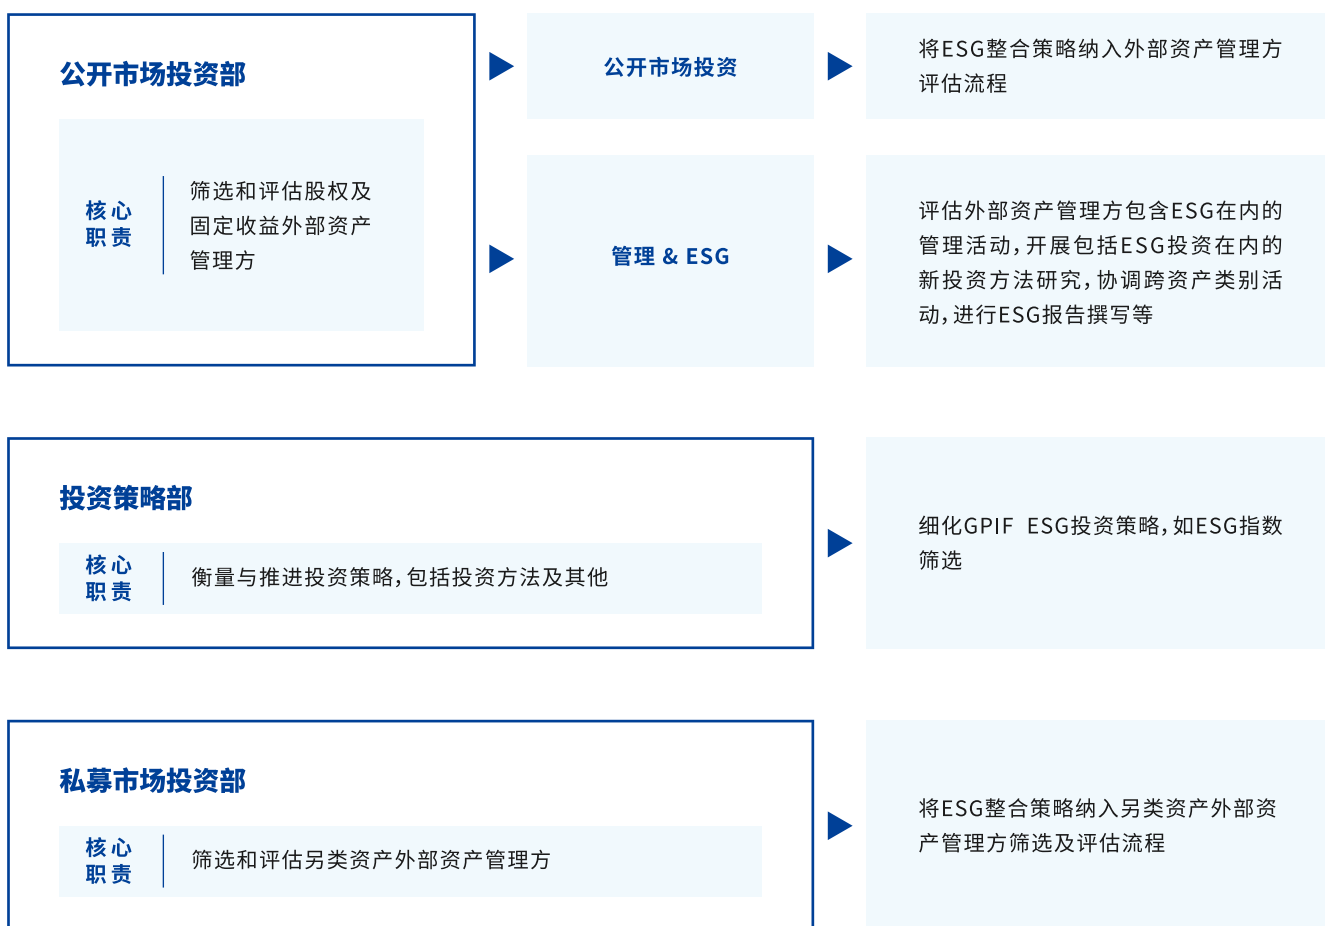 公开市场投资部
核心
职责
筛选和评估股权及
固定收益外部资产
管理方
公开市场投资
将ESG整合策略纳入外部资产管理方
评估流程
管理 & ESG
评估外部资产管理方包含ESG在内的
管理活动，开展包括ESG投资在内的
新投资方法研究，协调跨资产类别活
动，进行ESG报告撰写等
投资策略部
核心
职责
衡量与推进投资策略，包括投资方法及其他
细化GPIF ESG投资策略，如ESG指数
筛选
私募市场投资部
核心
职责
筛选和评估另类资产外部资产管理方
将ESG整合策略纳入另类资产外部资
产管理方筛选及评估流程